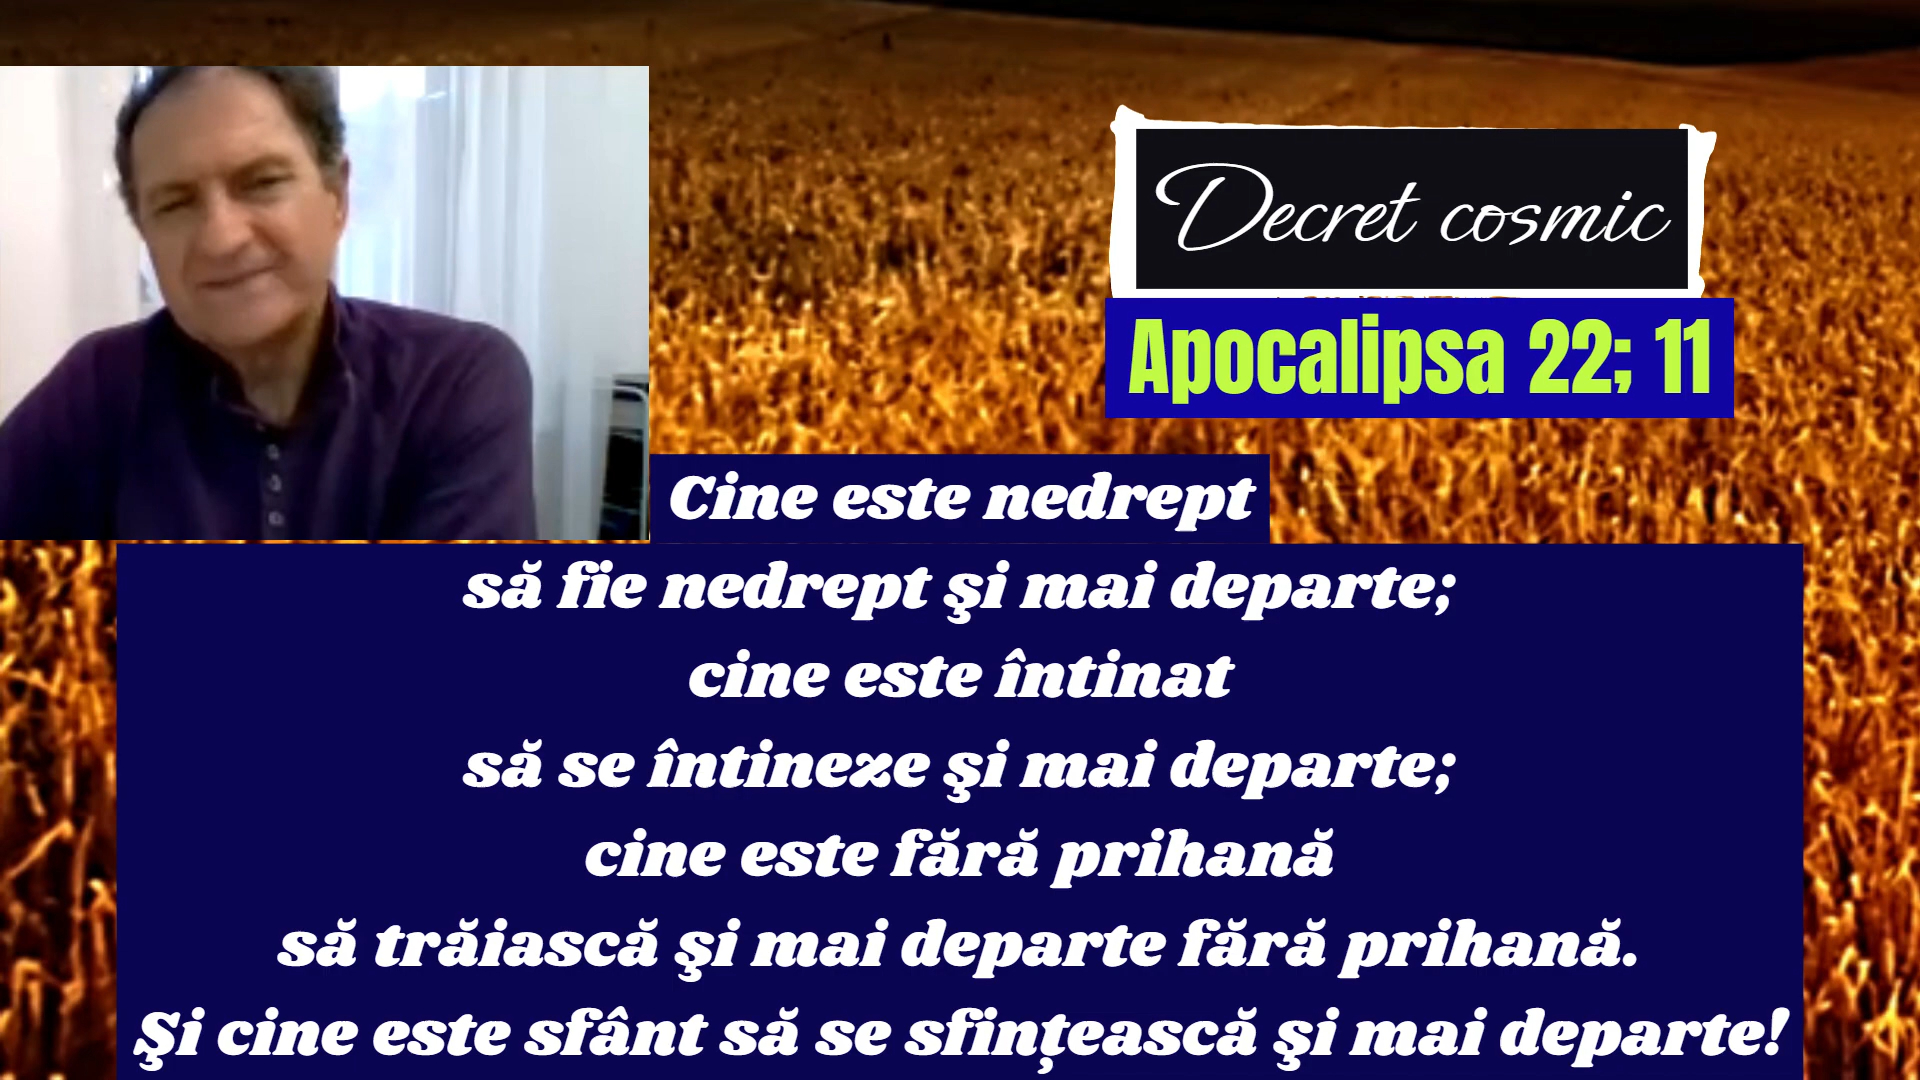 Decret cosmic
Apocalipsa 22; 11
Cine este nedrept
să fie nedrept şi mai departe;
cine este întinat
să se întineze şi mai departe;
cine este fără prihană
să trăiască şi mai departe fără prihană.
Şi cine este sfânt să se sfinţească şi mai departe!